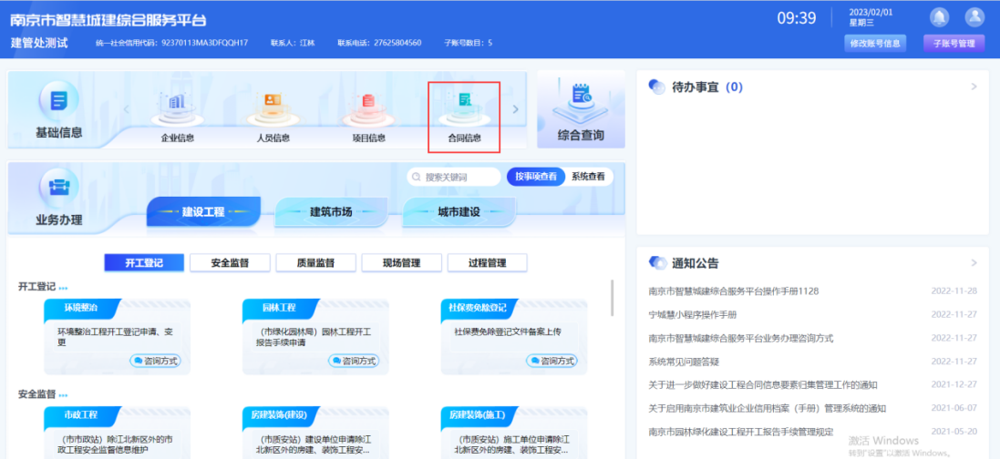 南京市智慧城建综合服务平台
09:39
2023/02/01
星期三
建管处测试 统一社会信用代码：92370113MA3DFQQH17 联系人：江林 联系电话：27625804560 子账号数目：5
修改账号信息 子账号管理
基础信息
企业信息 人员信息 项目信息 合同信息
综合查询
待办事宜 (0)
搜索关键词 按事项查看 系统查看
业务办理
建设工程 建筑市场 城市建设
开工登记 安全监督 质量监督 现场管理 过程管理
开工登记
环境整治
环境整治工程开工登记申请、变
更
咨询方式
园林工程
（市绿化园林局）园林工程开工
报告手续申请
咨询方式
社保费免除登记
社保费免除登记文件备案上传
咨询方式
安全监督
市政工程
（市市政站）除江北新区外的市
政工程安全监督信息维护
房建装饰(建设)
（市质安站）建设单位申请除江
北新区外的房建、装饰工程安...
房建装饰(施工)
（市质安站）施工单位申请除江
北新区外的房建、装饰工程安...
通知公告
南京市智慧城建综合服务平台操作手册1128 2022-11-28
宁城慧小程序操作手册 2022-11-27
南京市智慧城建综合服务平台业务办理咨询方式 2022-11-27
系统常见问题答疑 2022-11-27
关于进一步做好建设工程合同信息要素归集管理工作的通知 2021-12-27
关于启用南京市建筑业企业信用档案（手册）管理系统的通知 2021-06-07
南京市园林绿化建设工程开工报告手续管理规定 2021-05-20
激活 Windows
转到"设置"以激活 Windows。